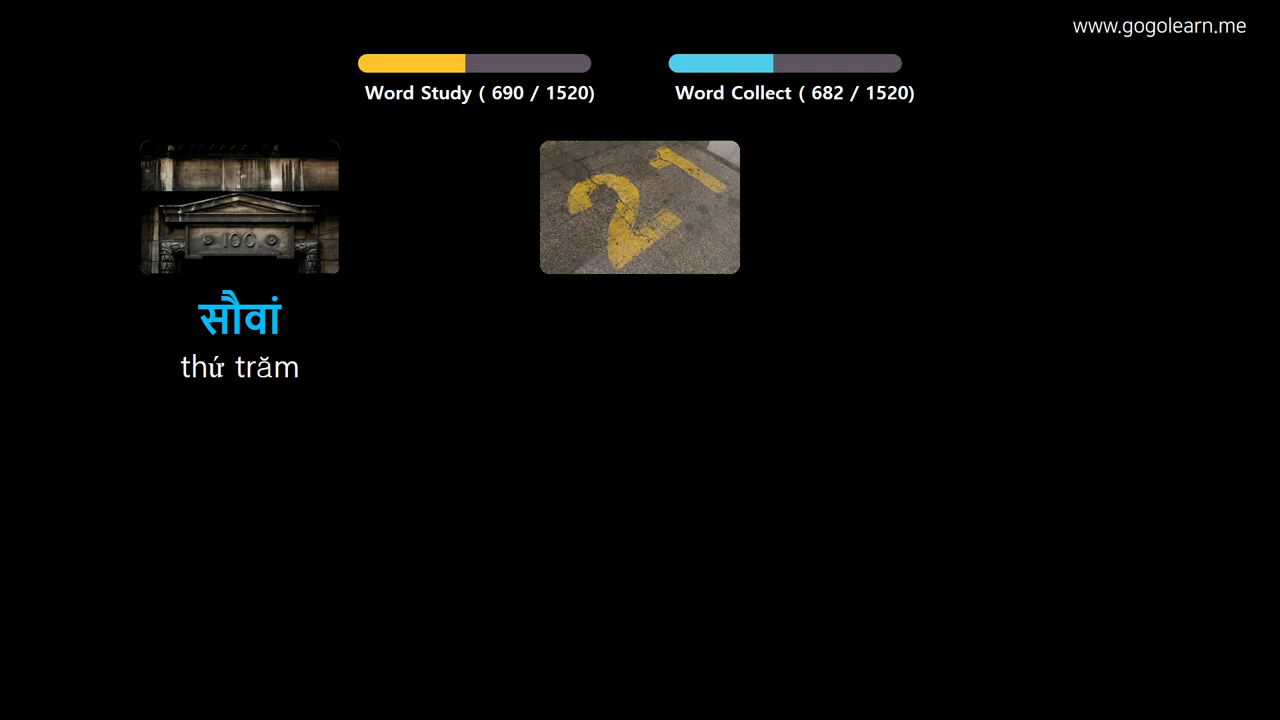 www.gogolearn.me
Word Study ( 690 / 1520)
Word Collect ( 682 / 1520)
100
21
सौवां
thứ trăm